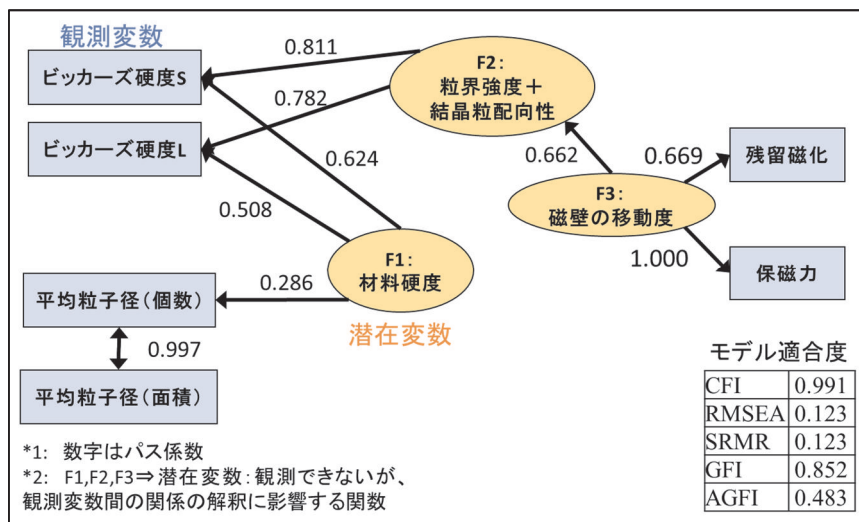 観測変数
ビッカーズ硬度S
ビッカーズ硬度L
平均粒子径(個数)
平均粒子径(面積)
0.811
0.782
0.624
0.508
0.286
0.997
F2:
粒界強度+
結晶粒配向性
F1:
材料硬度
潜在変数
0.662
F3:
磁壁の移動度
0.669
1.000
残留磁化
保磁力
モデル適合度
CFI 0.991
RMSEA 0.123
SRMR 0.123
GFI 0.852
AGFI 0.483
*1: 数字はパス係数
*2: F1,F2,F3⇒潜在変数:観測できないが、
観測変数間の関係の解釈に影響する関数